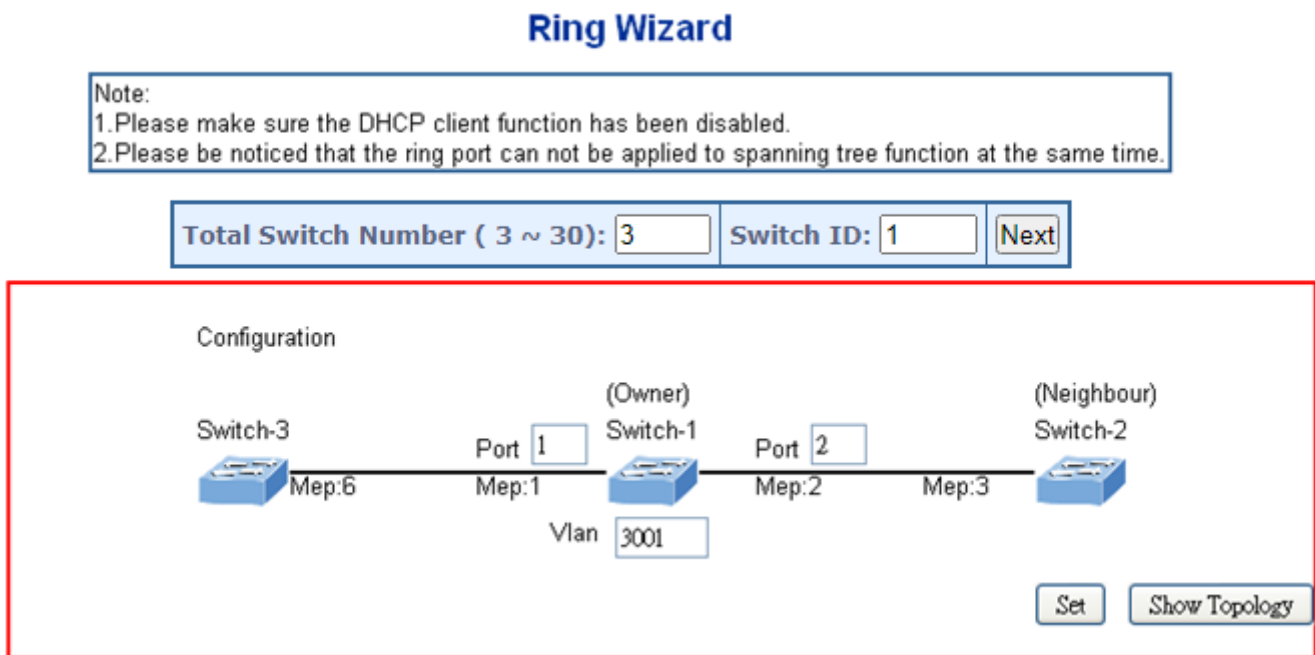 Ring Wizard
Note:
1.Please make sure the DHCP client function has been disabled.
2.Please be noticed that the ring port can not be applied to spanning tree function at the same time.
Total Switch Number ( 3 ~ 30): 3 Switch ID: 1 Next
Configuration
(Owner) (Neighbour)
Switch-3 Port 1 Switch-1 Port 2 Switch-2
Mep:6 Mep:1 Mep:2 Mep:3
Vlan 3001
Set Show Topology